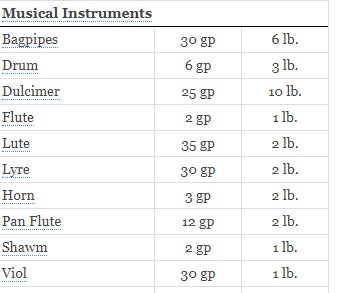 Musical Instruments
Bagpipes 30 gp 6 lb.
Drum 6 gp 3 lb.
Dulcimer 25 gp 10 lb.
Flute 2 gp 1 lb.
Lute 35 gp 2 lb.
Lyre 30 gp 2 lb.
Horn 3 gp 2 lb.
Pan Flute 12 gp 2 lb.
Shawm 2 gp 1 lb.
Viol 30 gp 1 lb.